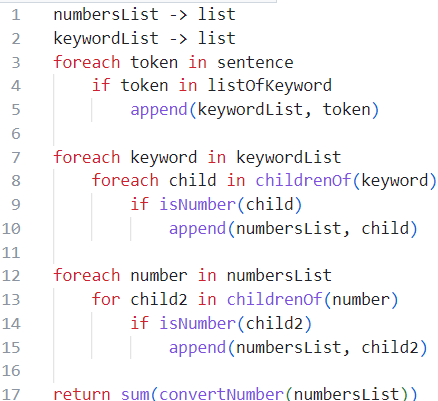 1 numbersList -> list
2 keywordList -> list
3 foreach token in sentence
4 if token in listOfKeyword
5 append(keywordList, token)
6
7 foreach keyword in keywordList
8 foreach child in childrenOf(keyword)
9 if isNumber(child)
10 append(numbersList, child)
11
12 foreach number in numbersList
13 for child2 in childrenOf(number)
14 if isNumber(child2)
15 append(numbersList, child2)
16
17 return sum(convertNumber(numbersList))